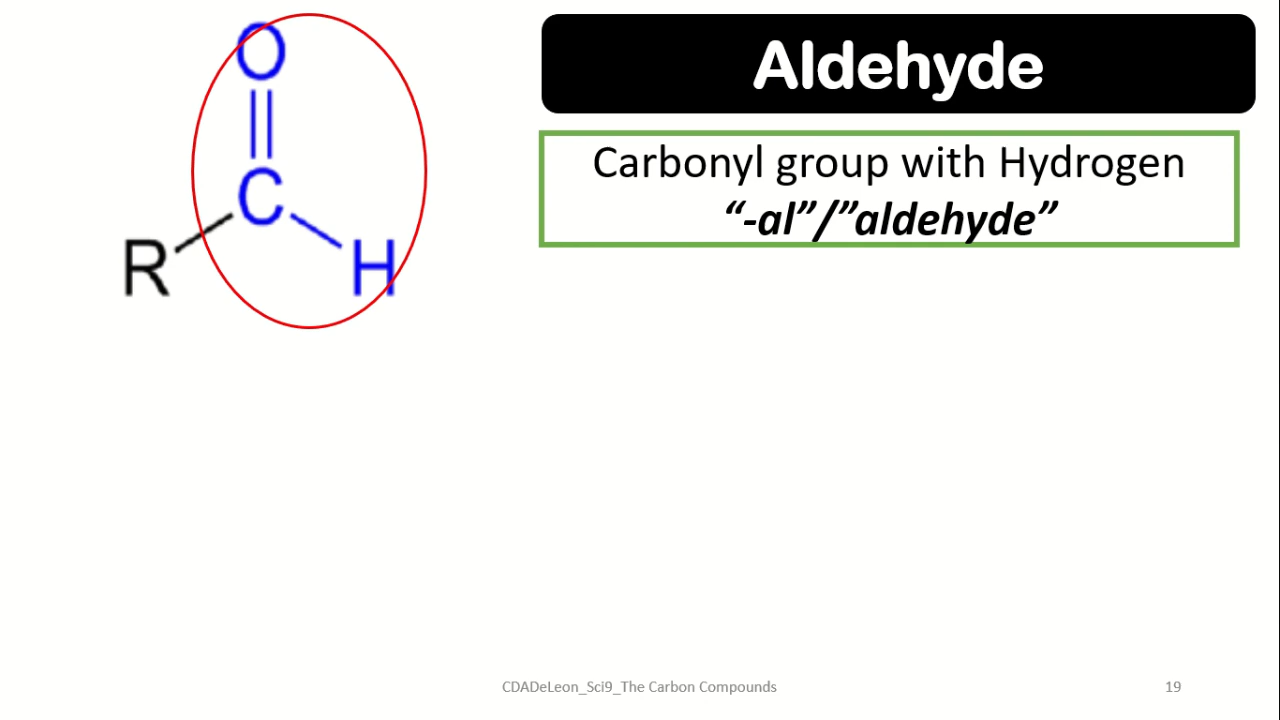 O
C
R
H
Aldehyde
Carbonyl group with Hydrogen
“-al”/”aldehyde”
CDADeLeon_Sci9_The Carbon Compounds
19